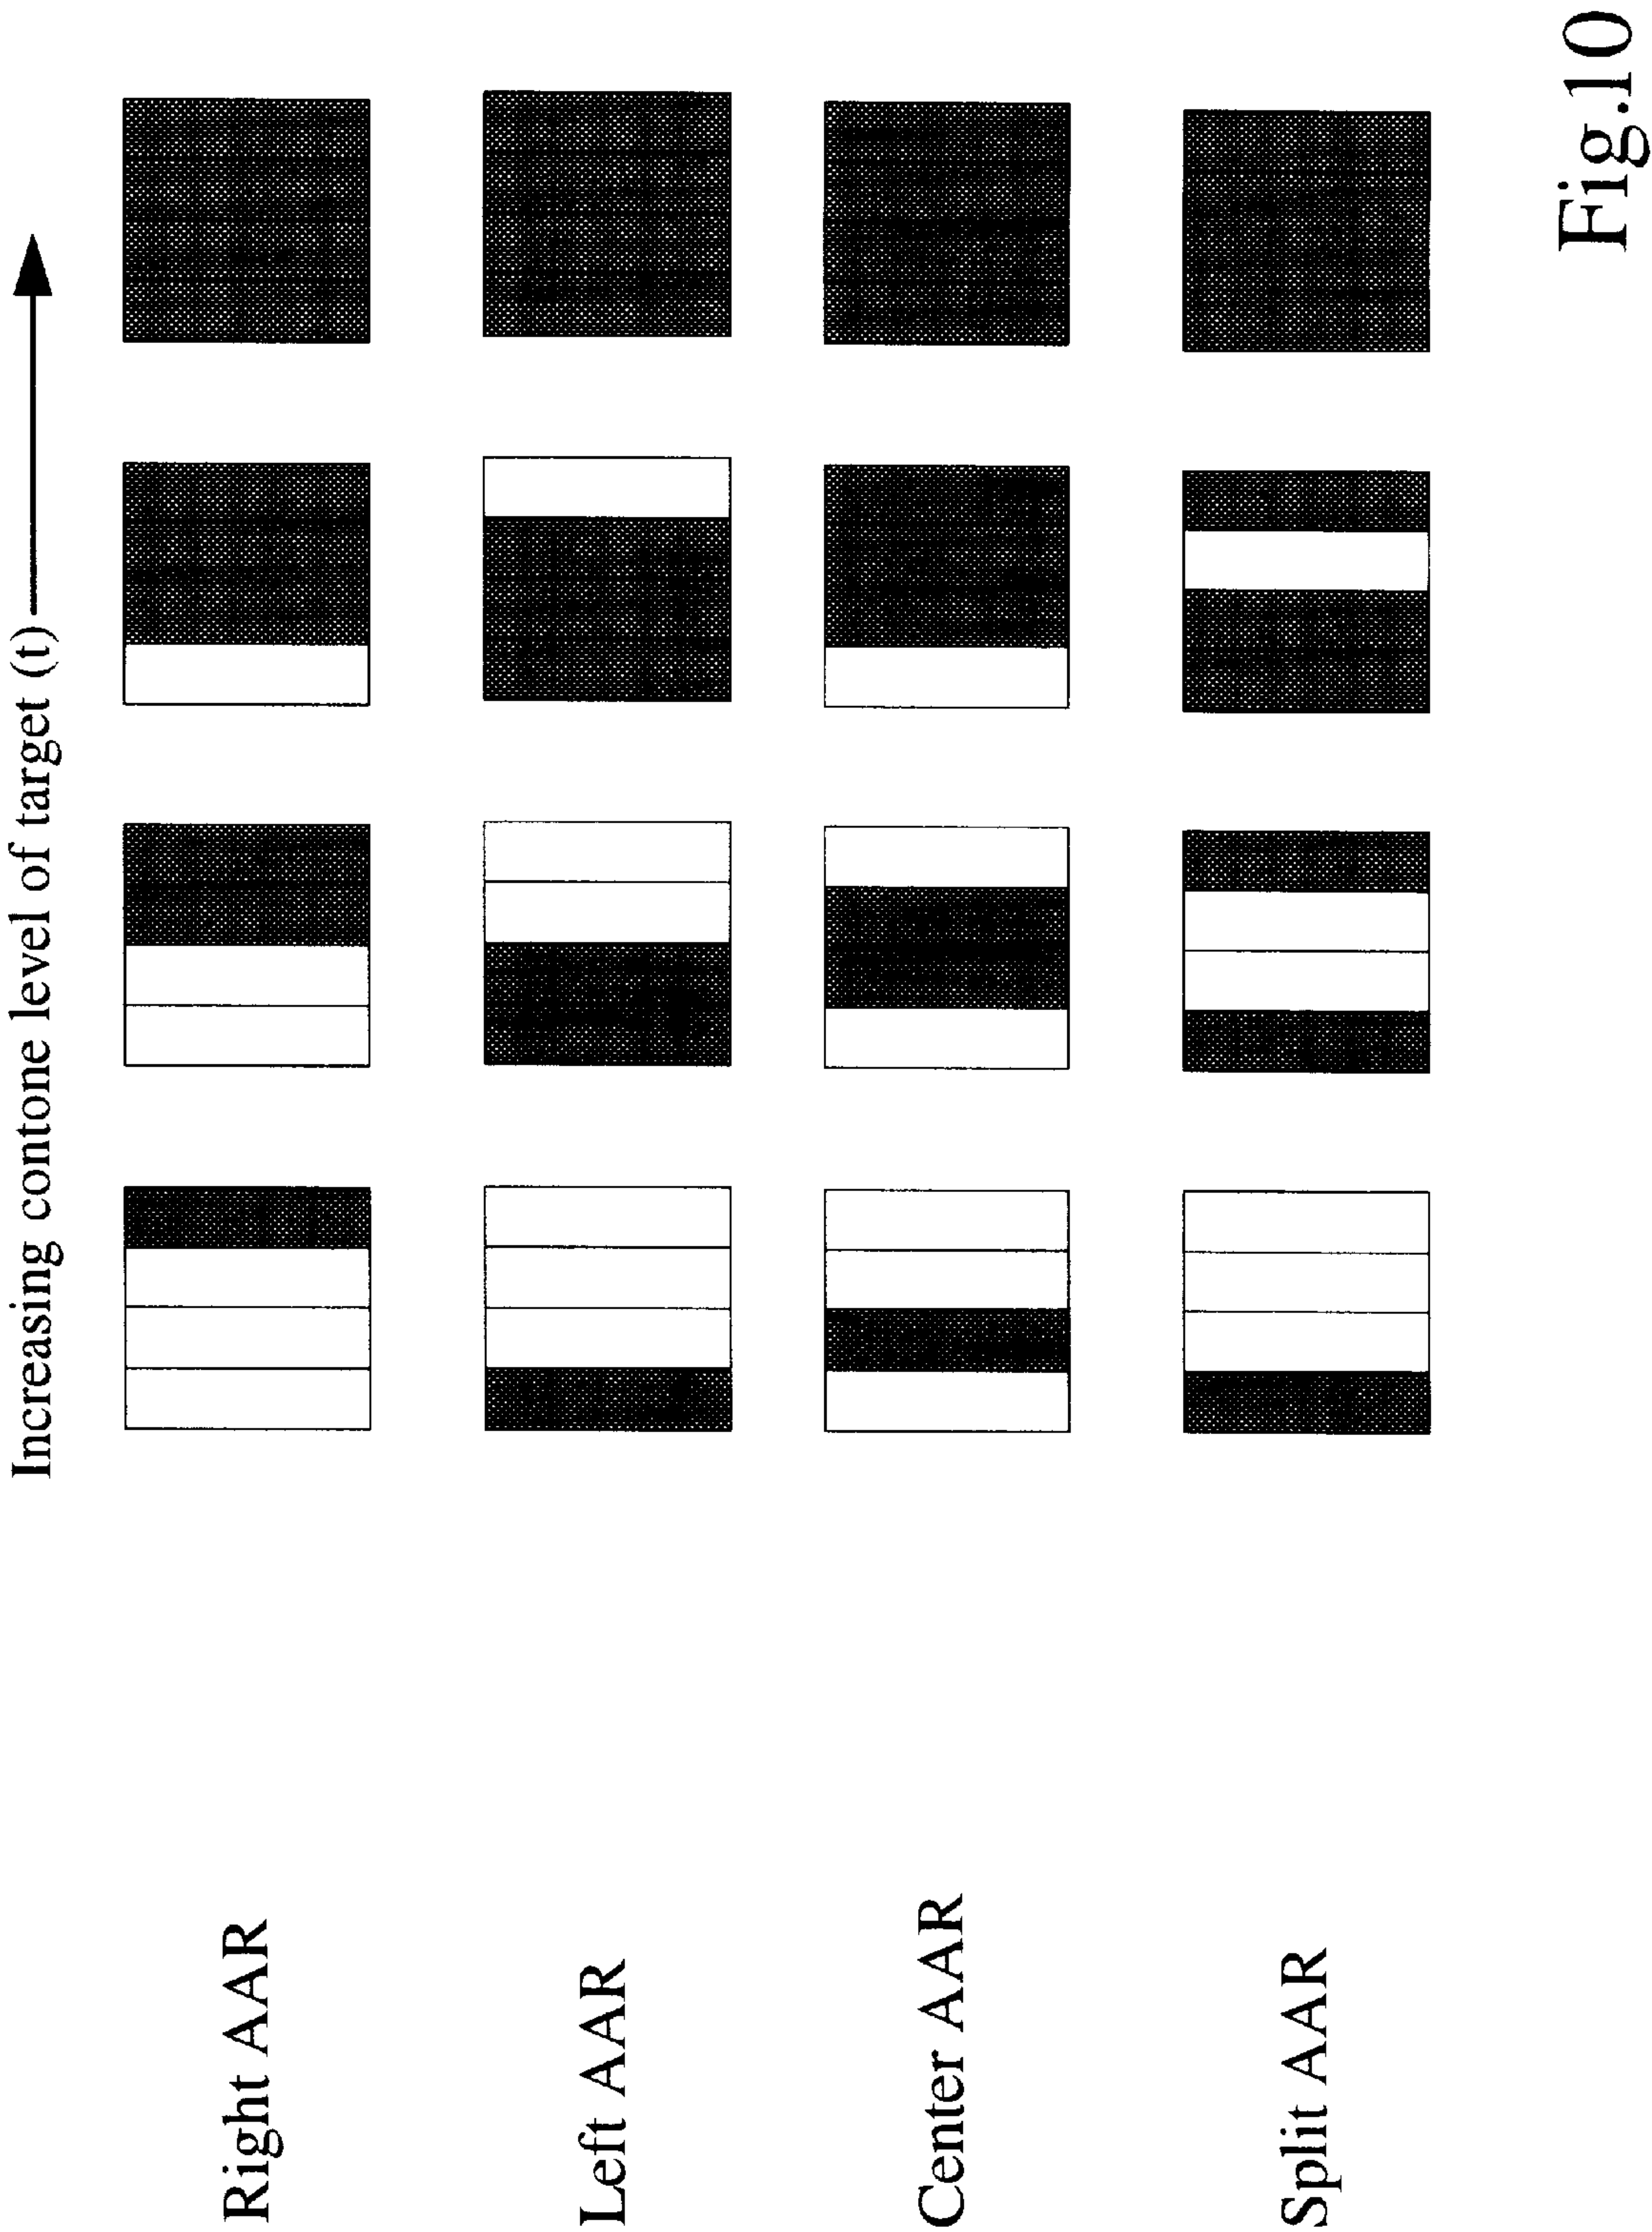 Increasing contone level of target (t)
Right AAR
Left AAR
Center AAR
Split AAR
Fig.10